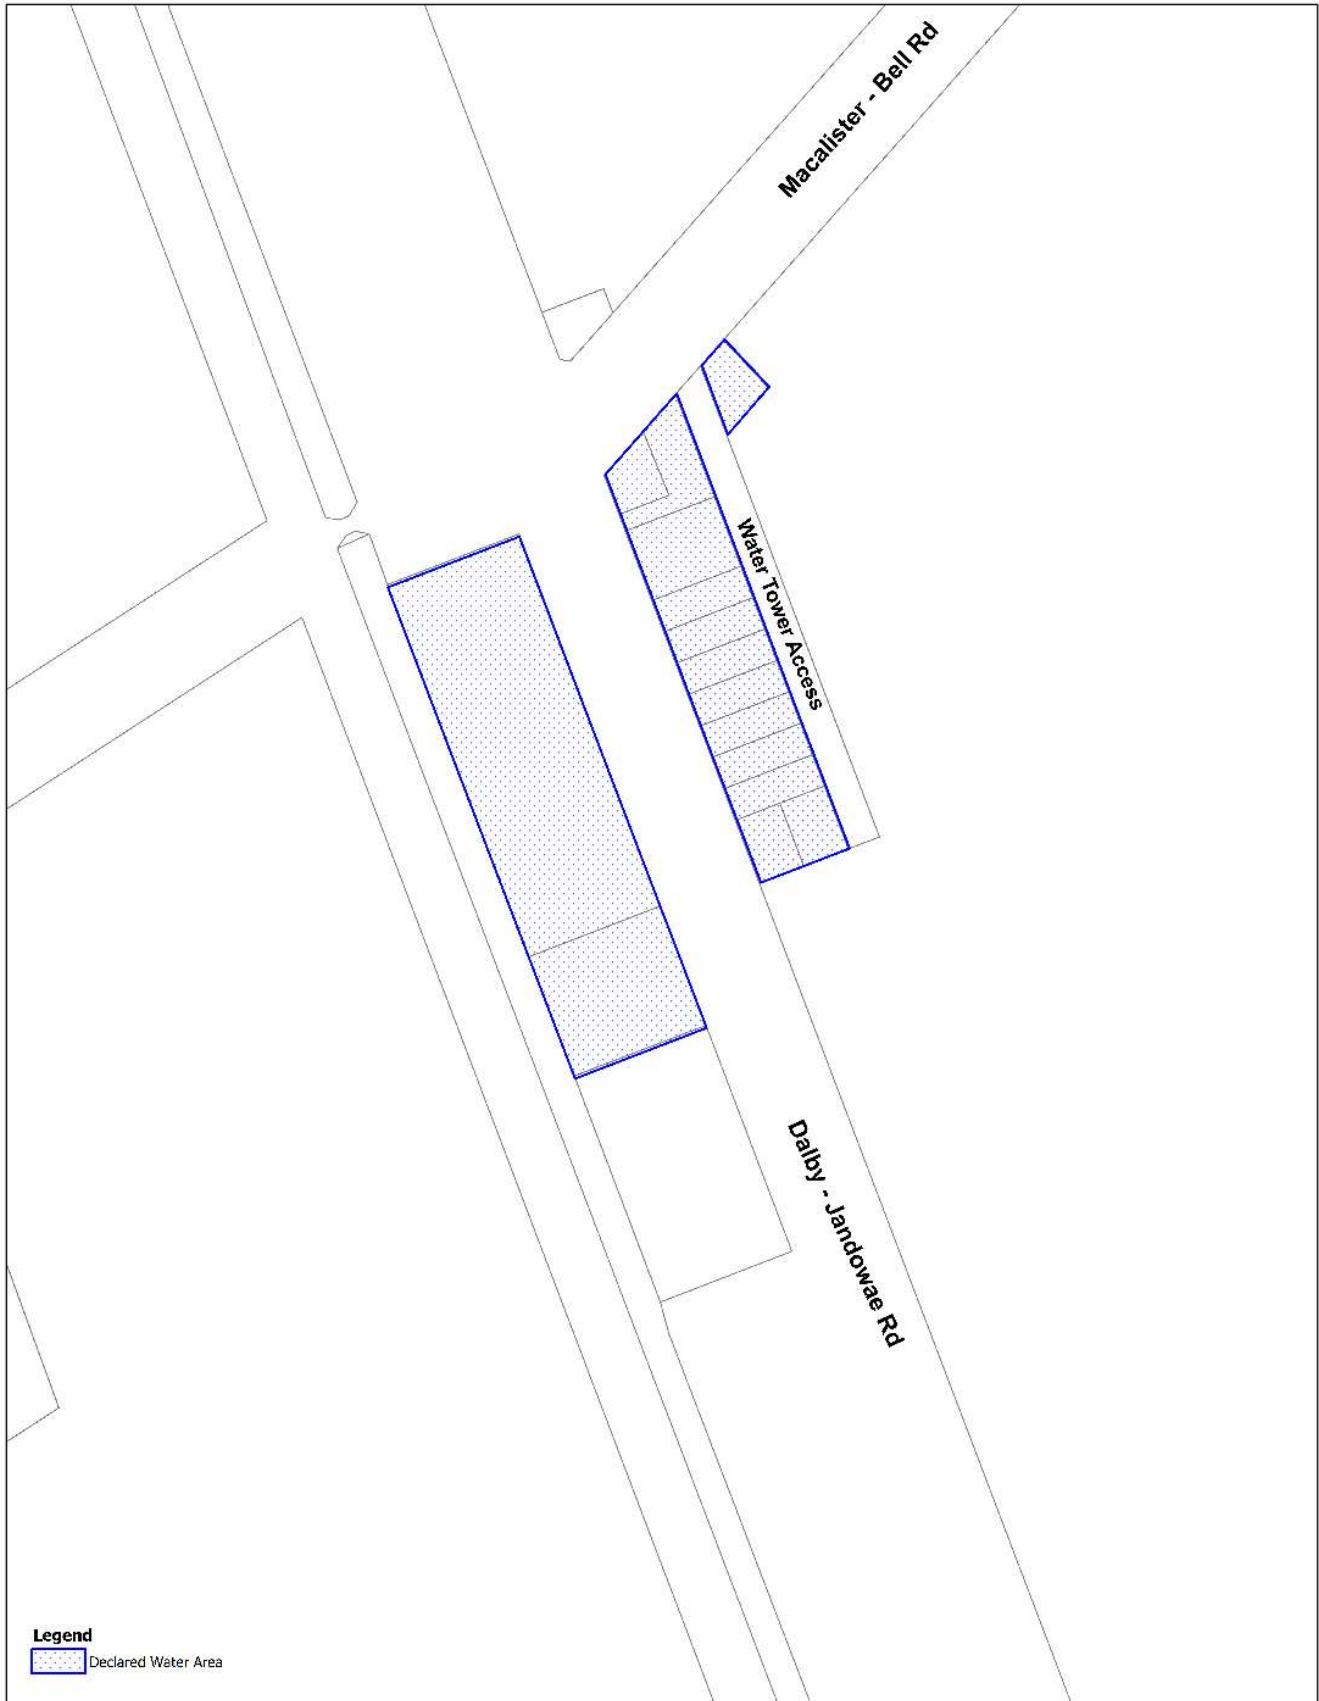 Macalister - Bell Rd
Water Tower Access
Dalby - Jandowae Rd
Legend
Declared Water Area